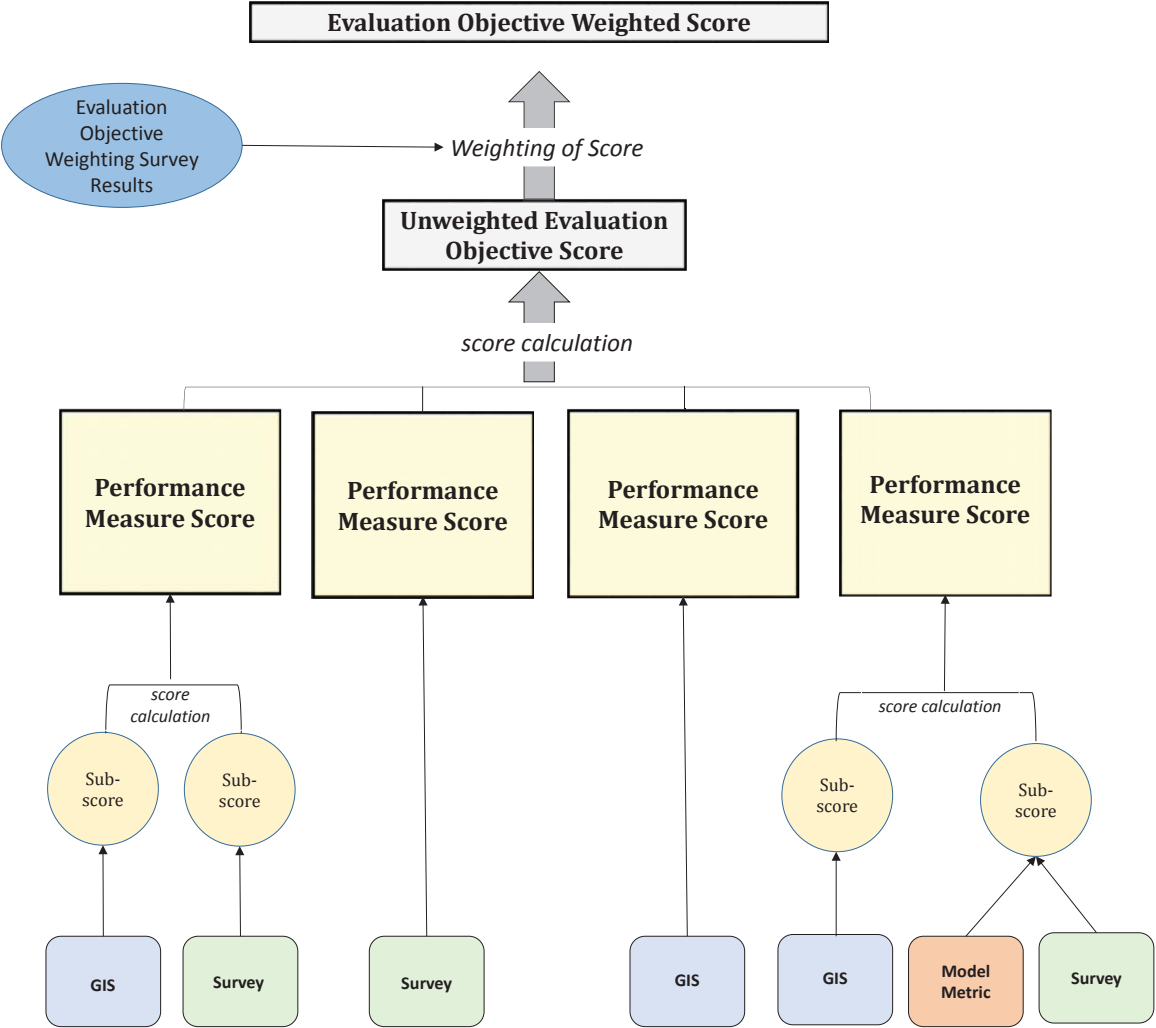 Evaluation Objective Weighted Score
Evaluation
Objective
Weighting Survey
Results
Weighting of Score
Unweighted Evaluation
Objective Score
score calculation
Performance
Measure Score
Performance
Measure Score
Performance
Measure Score
Performance
Measure Score
score
calculation
score calculation
Sub-
score
Sub-
score
Sub-
score
Sub-
score
GIS
Survey
Survey
GIS
GIS
Model
Metric
Survey